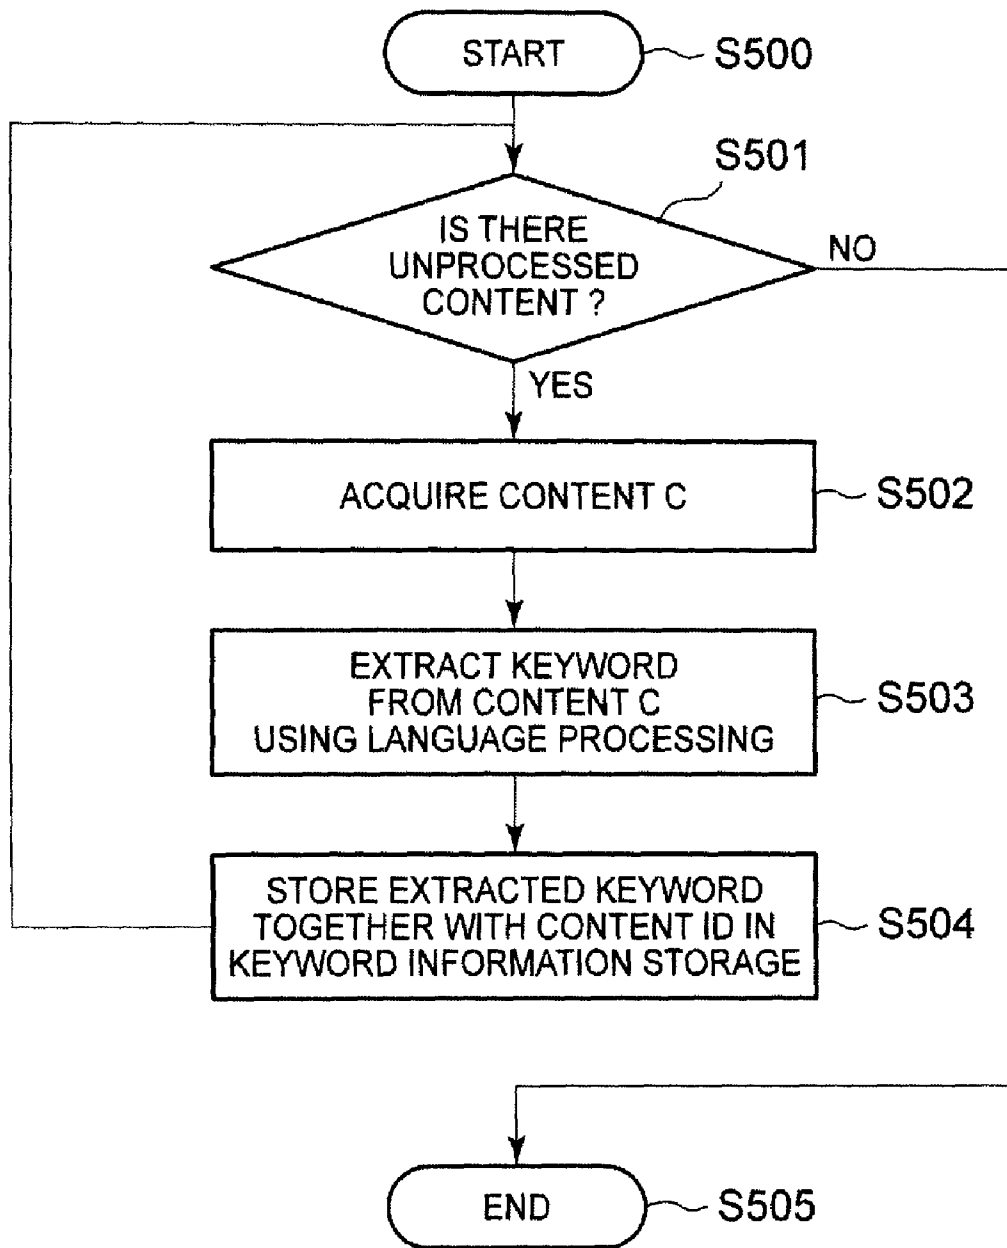 START
S500
S501
IS THERE
UNPROCESSED
CONTENT ?
NO
YES
ACQUIRE CONTENT C
S502
EXTRACT KEYWORD
FROM CONTENT C
USING LANGUAGE PROCESSING
S503
STORE EXTRACTED KEYWORD
TOGETHER WITH CONTENT ID IN
KEYWORD INFORMATION STORAGE
S504
END
S505